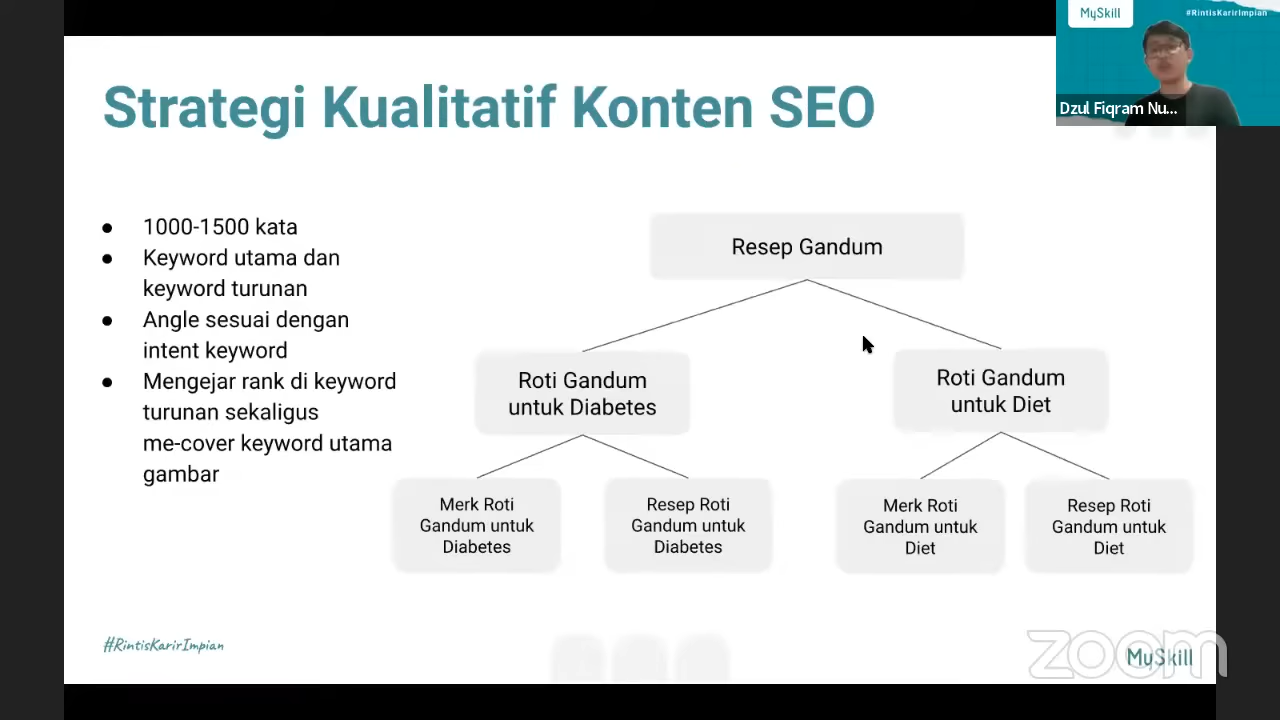 MySkill
#RintisKarirImpian
Dzul Fiqram Nu...
Strategi Kualitatif Konten SEO
● 1000-1500 kata
● Keyword utama dan
keyword turunan
● Angle sesuai dengan
intent keyword
● Mengejar rank di keyword
turunan sekaligus
me-cover keyword utama
gambar
Resep Gandum
Roti Gandum
untuk Diabetes
Roti Gandum
untuk Diet
Merk Roti
Gandum untuk
Diabetes
Resep Roti
Gandum untuk
Diabetes
Merk Roti
Gandum untuk
Diet
Resep Roti
Gandum untuk
Diet
#RintisKarirImpian
zoom
MySkill